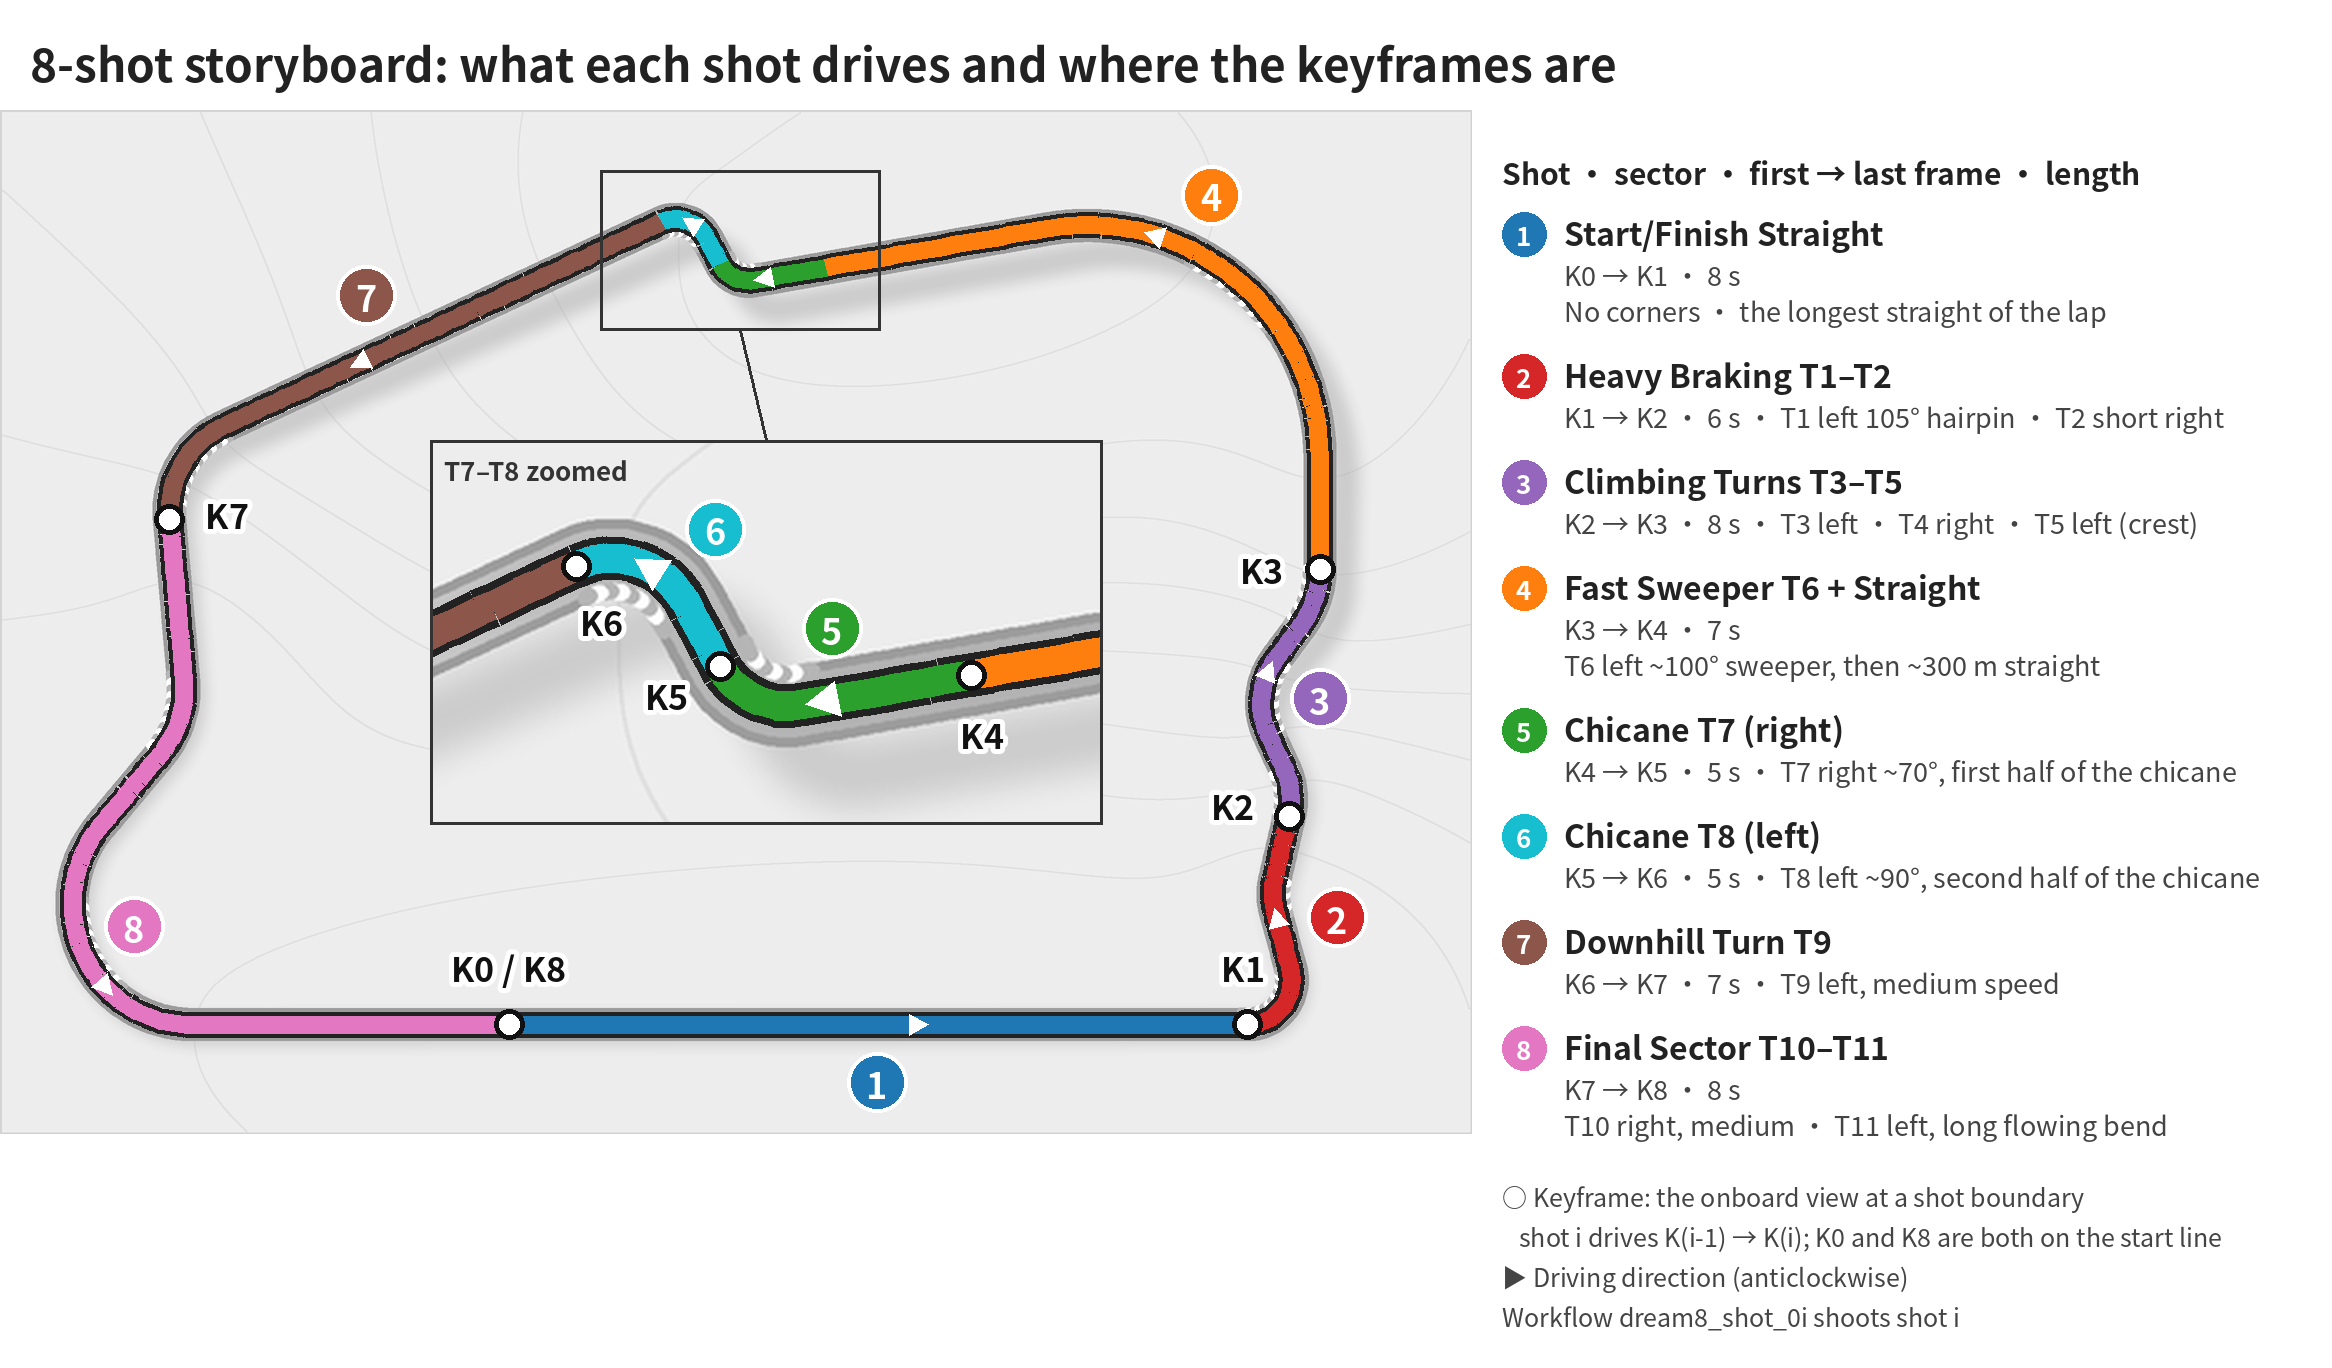 8-shot storyboard: what each shot drives and where the keyframes are
4
7
T7–T8 zoomed
6
K6
5
K5
K4
K7
K3
3
K2
8
2
K0 / K8
K1
1
Shot • sector • first → last frame • length
1 Start/Finish Straight
K0 → K1 • 8 s
No corners • the longest straight of the lap
2 Heavy Braking T1–T2
K1 → K2 • 6 s • T1 left 105° hairpin • T2 short right
3 Climbing Turns T3–T5
K2 → K3 • 8 s • T3 left • T4 right • T5 left (crest)
4 Fast Sweeper T6 + Straight
K3 → K4 • 7 s
T6 left ~100° sweeper, then ~300 m straight
5 Chicane T7 (right)
K4 → K5 • 5 s • T7 right ~70°, first half of the chicane
6 Chicane T8 (left)
K5 → K6 • 5 s • T8 left ~90°, second half of the chicane
7 Downhill Turn T9
K6 → K7 • 7 s • T9 left, medium speed
8 Final Sector T10–T11
K7 → K8 • 8 s
T10 right, medium • T11 left, long flowing bend
○ Keyframe: the onboard view at a shot boundary
shot i drives K(i-1) → K(i); K0 and K8 are both on the start line
▶ Driving direction (anticlockwise)
Workflow dream8_shot_0i shoots shot i